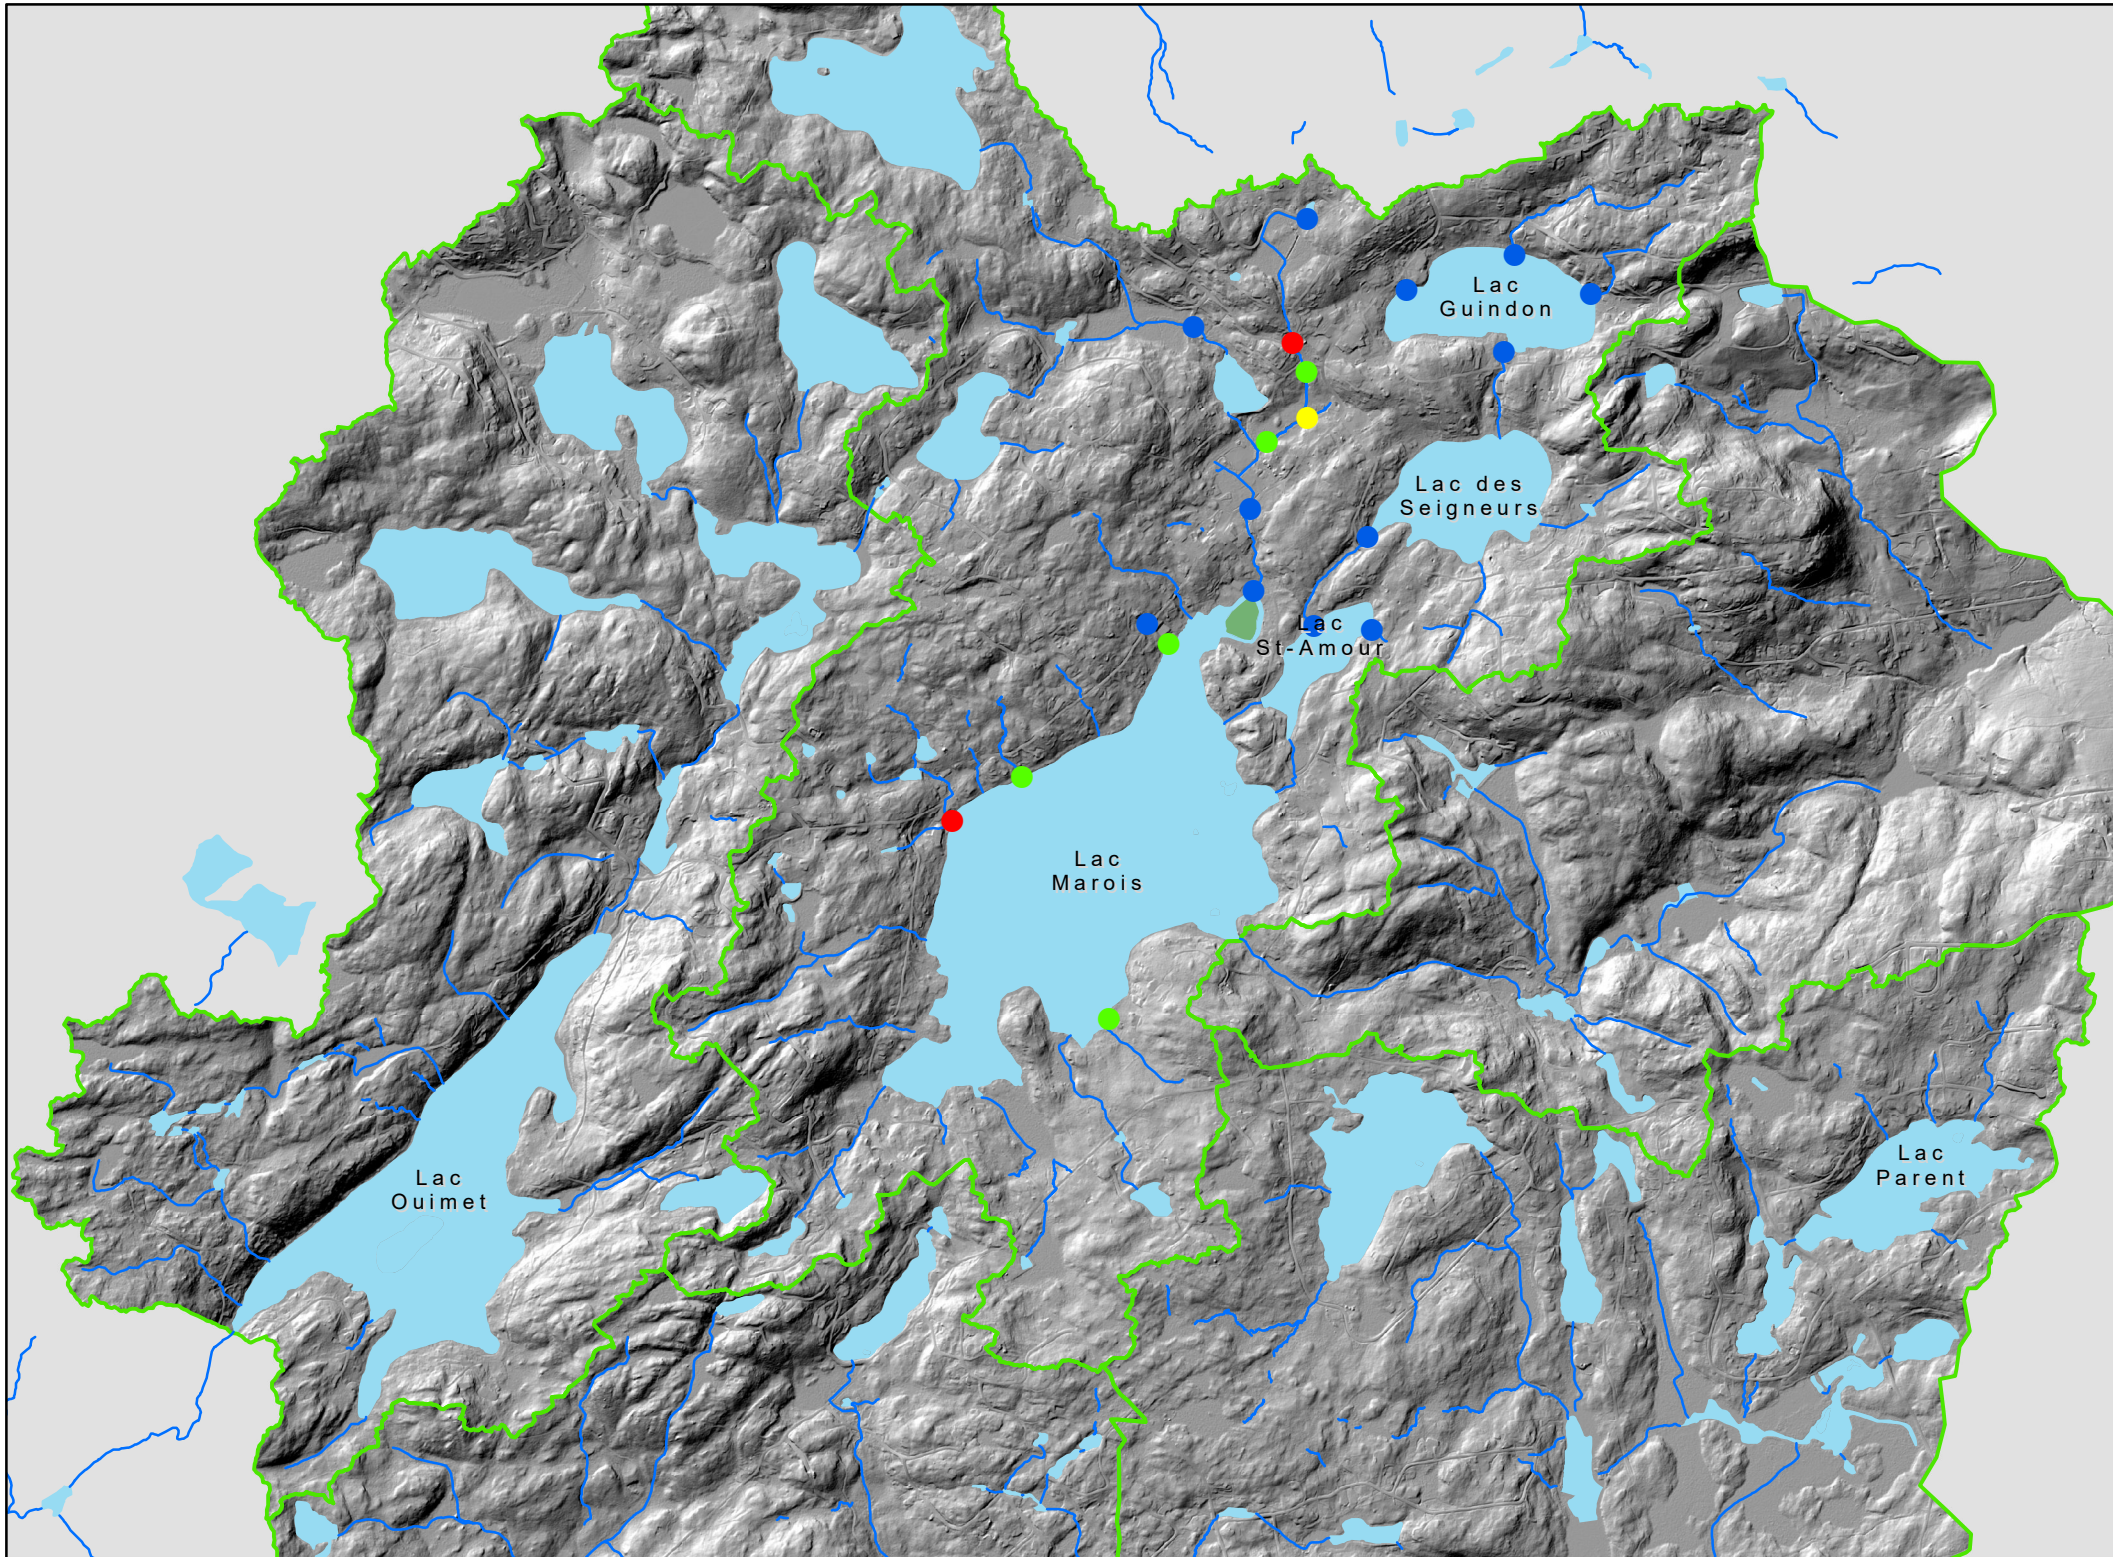 Lac
Guindon
Lac des
Seigneurs
Lac
St-Amour
Lac
Marois
Lac
Ouimet
Lac
Parent